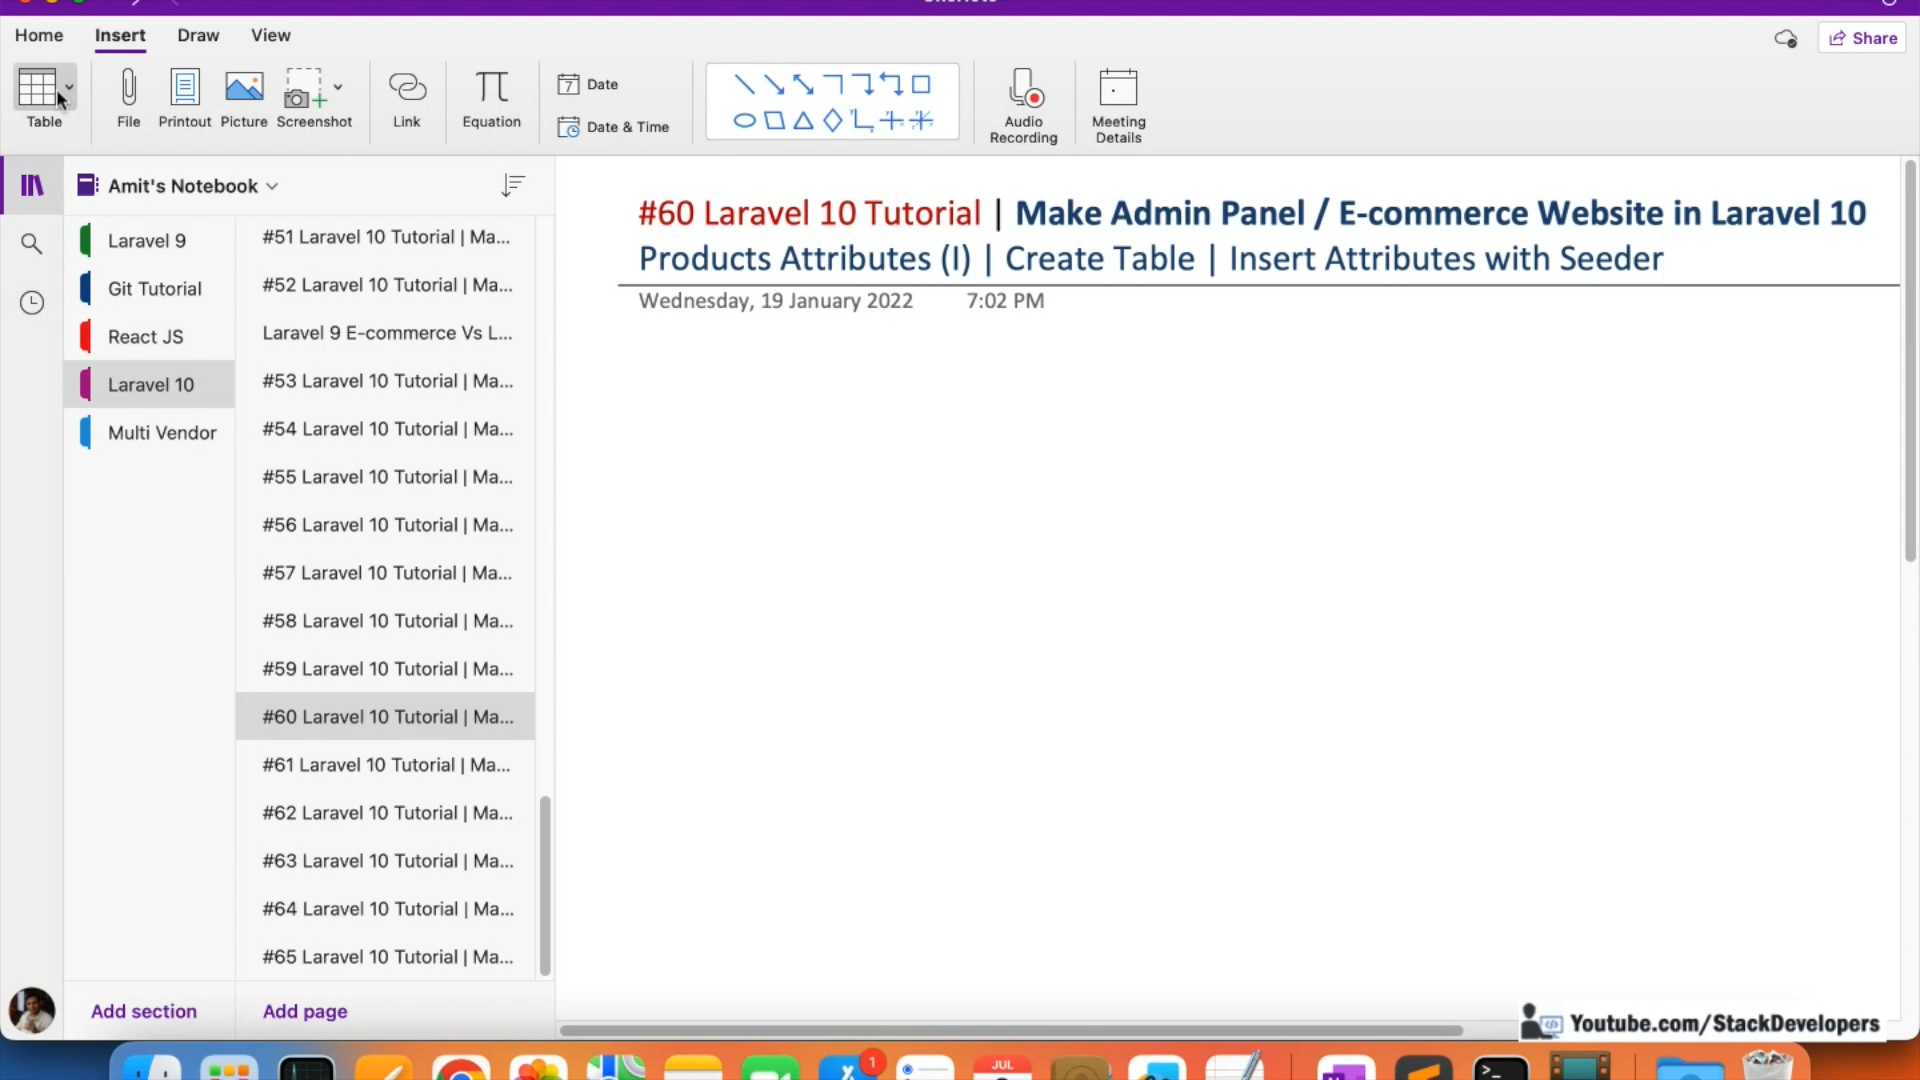 Home Insert Draw View
Share
Table File Printout Picture Screenshot Link Equation
7 Date
Date & Time
Audio Recording
Meeting Details
Amit's Notebook
Laravel 9
Git Tutorial
React JS
Laravel 10
Multi Vendor
Add section
#51 Laravel 10 Tutorial | Ma...
#52 Laravel 10 Tutorial | Ma...
Laravel 9 E-commerce Vs L...
#53 Laravel 10 Tutorial | Ma...
#54 Laravel 10 Tutorial | Ma...
#55 Laravel 10 Tutorial | Ma...
#56 Laravel 10 Tutorial | Ma...
#57 Laravel 10 Tutorial | Ma...
#58 Laravel 10 Tutorial | Ma...
#59 Laravel 10 Tutorial | Ma...
#60 Laravel 10 Tutorial | Ma...
#61 Laravel 10 Tutorial | Ma...
#62 Laravel 10 Tutorial | Ma...
#63 Laravel 10 Tutorial | Ma...
#64 Laravel 10 Tutorial | Ma...
#65 Laravel 10 Tutorial | Ma...
Add page
#60 Laravel 10 Tutorial | Make Admin Panel / E-commerce Website in Laravel 10
Products Attributes (I) | Create Table | Insert Attributes with Seeder
Wednesday, 19 January 2022 7:02 PM
Youtube.com/StackDevelopers
1
JUL